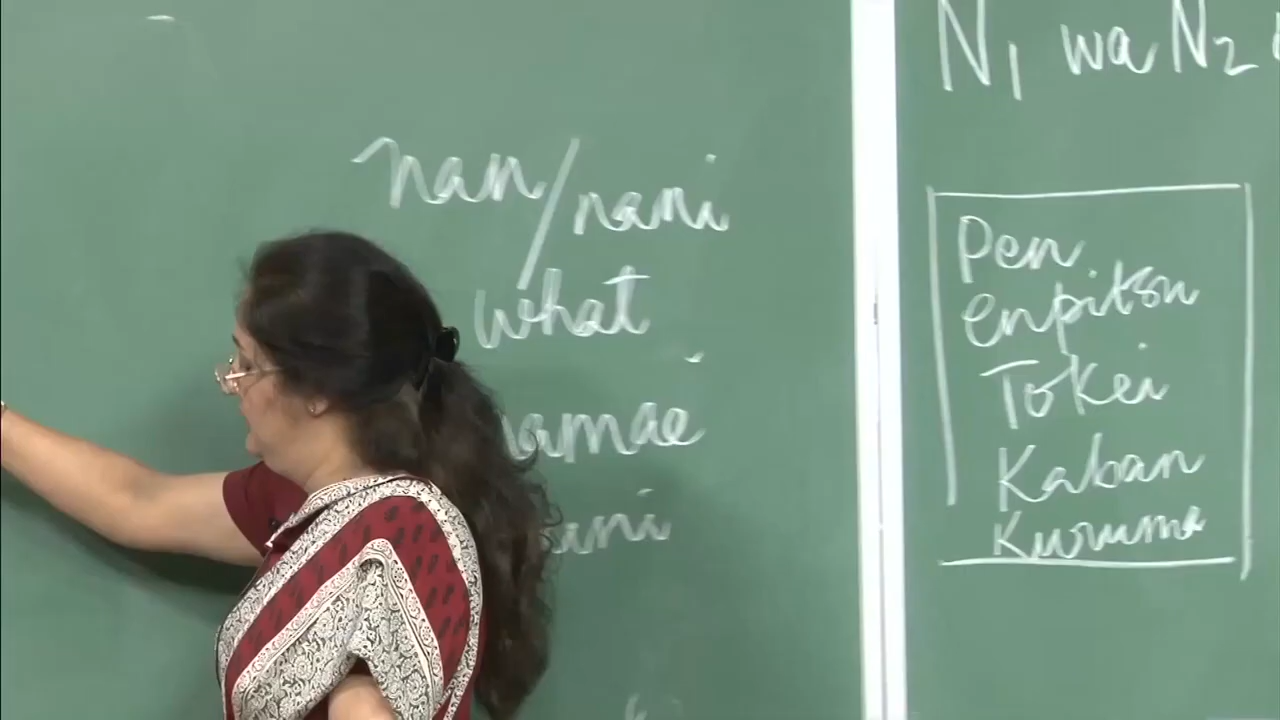 nan/nani
what
namae
N1 wa N2
Pen
enpitsu
Tokei
Kaban
Kuruma